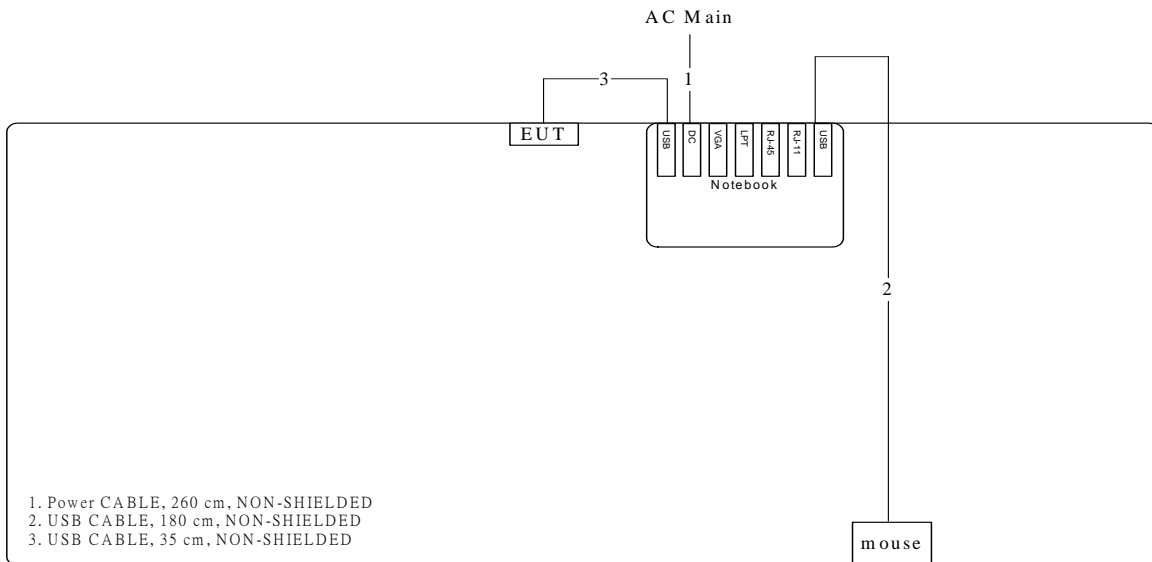 AC Main
3
1
EUT
USB
DC
VGA
LPT
RJ-45
RJ-11
USB
Notebook
2
1. Power CABLE, 260 cm, NON-SHIELDED
2. USB CABLE, 180 cm, NON-SHIELDED
3. USB CABLE, 35 cm, NON-SHIELDED
mouse